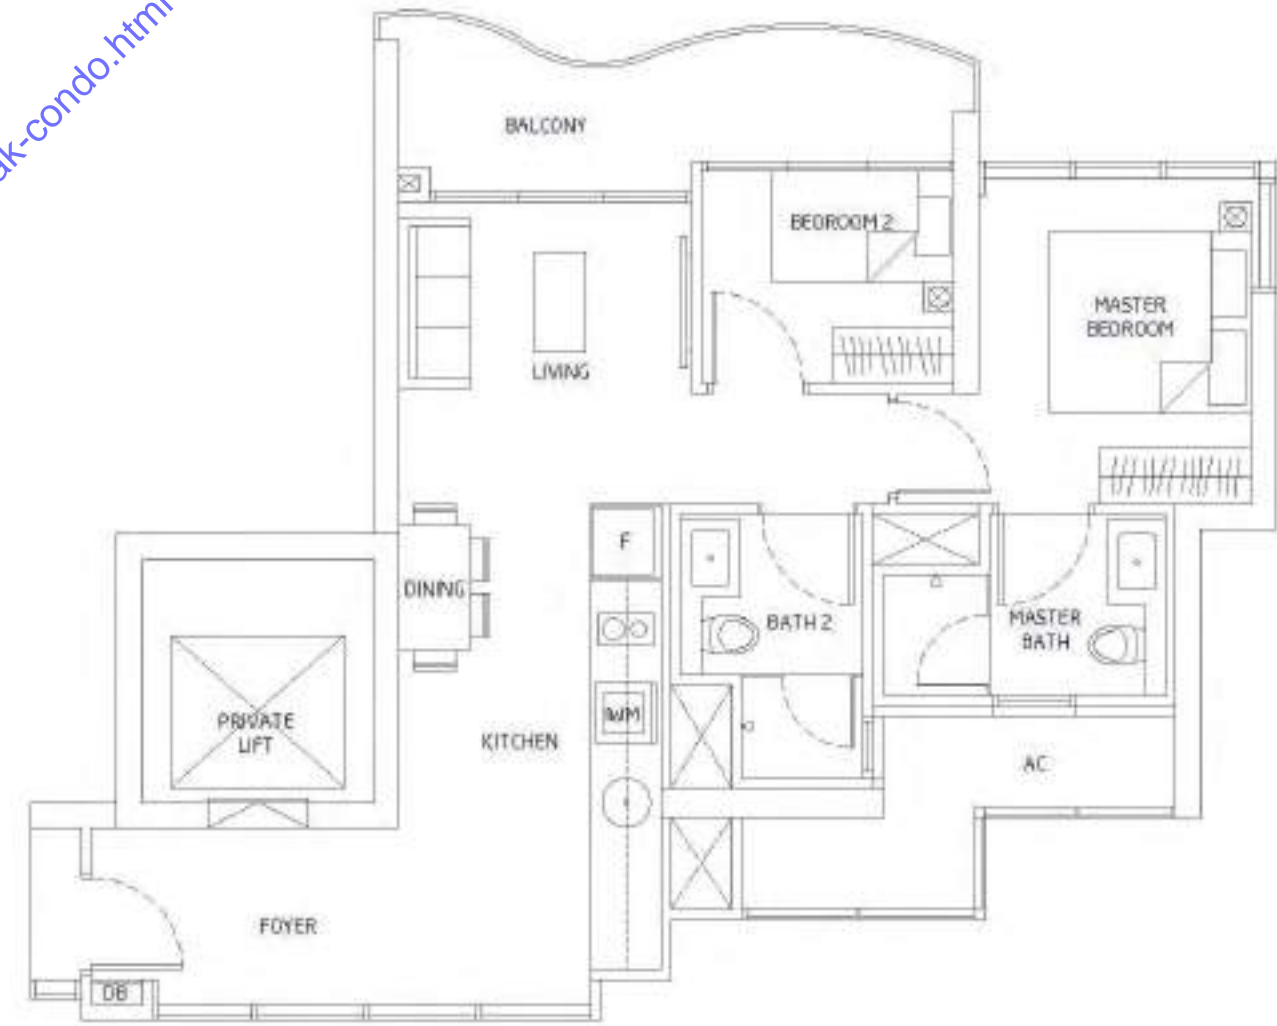 ak-condo.html
BALCONY
BEDROOM 2
MASTER
BEDROOM
LIVING
F
DINING
BATH 2
MASTER
BATH
PRIVATE
LIFT
WM
KITCHEN
AC
FOYER
DB